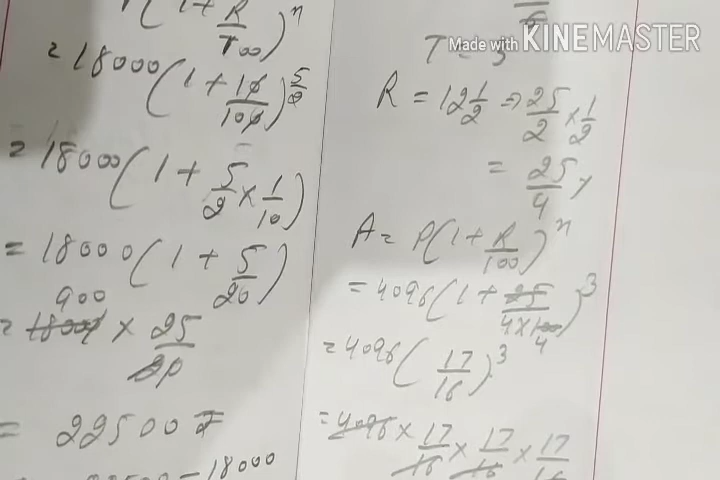 (1 + R/100)^n
= 18000 (1 + 10/100)^5/2
= 18000 (1 + 5/2 × 1/10)
= 18000 (1 + 5/20)
900
= 18000 × 25/20
= 22500 ₹
- 18000
Made with KINEMASTER
R = 12 1/2 ⇒ 25/2 × 1/2
= 25/4 %
A = P(1 + R/100)^n
= 4096 (1 + 25/4×100)^3
4
= 4096 (17/16)^3
= 4096 × 17/16 × 17/16 × 17/16